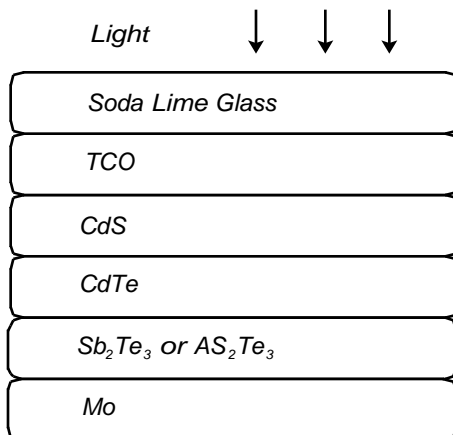 Light
Soda Lime Glass
TCO
CdS
CdTe
Sb₂Te₃ or AS₂Te₃
Mo